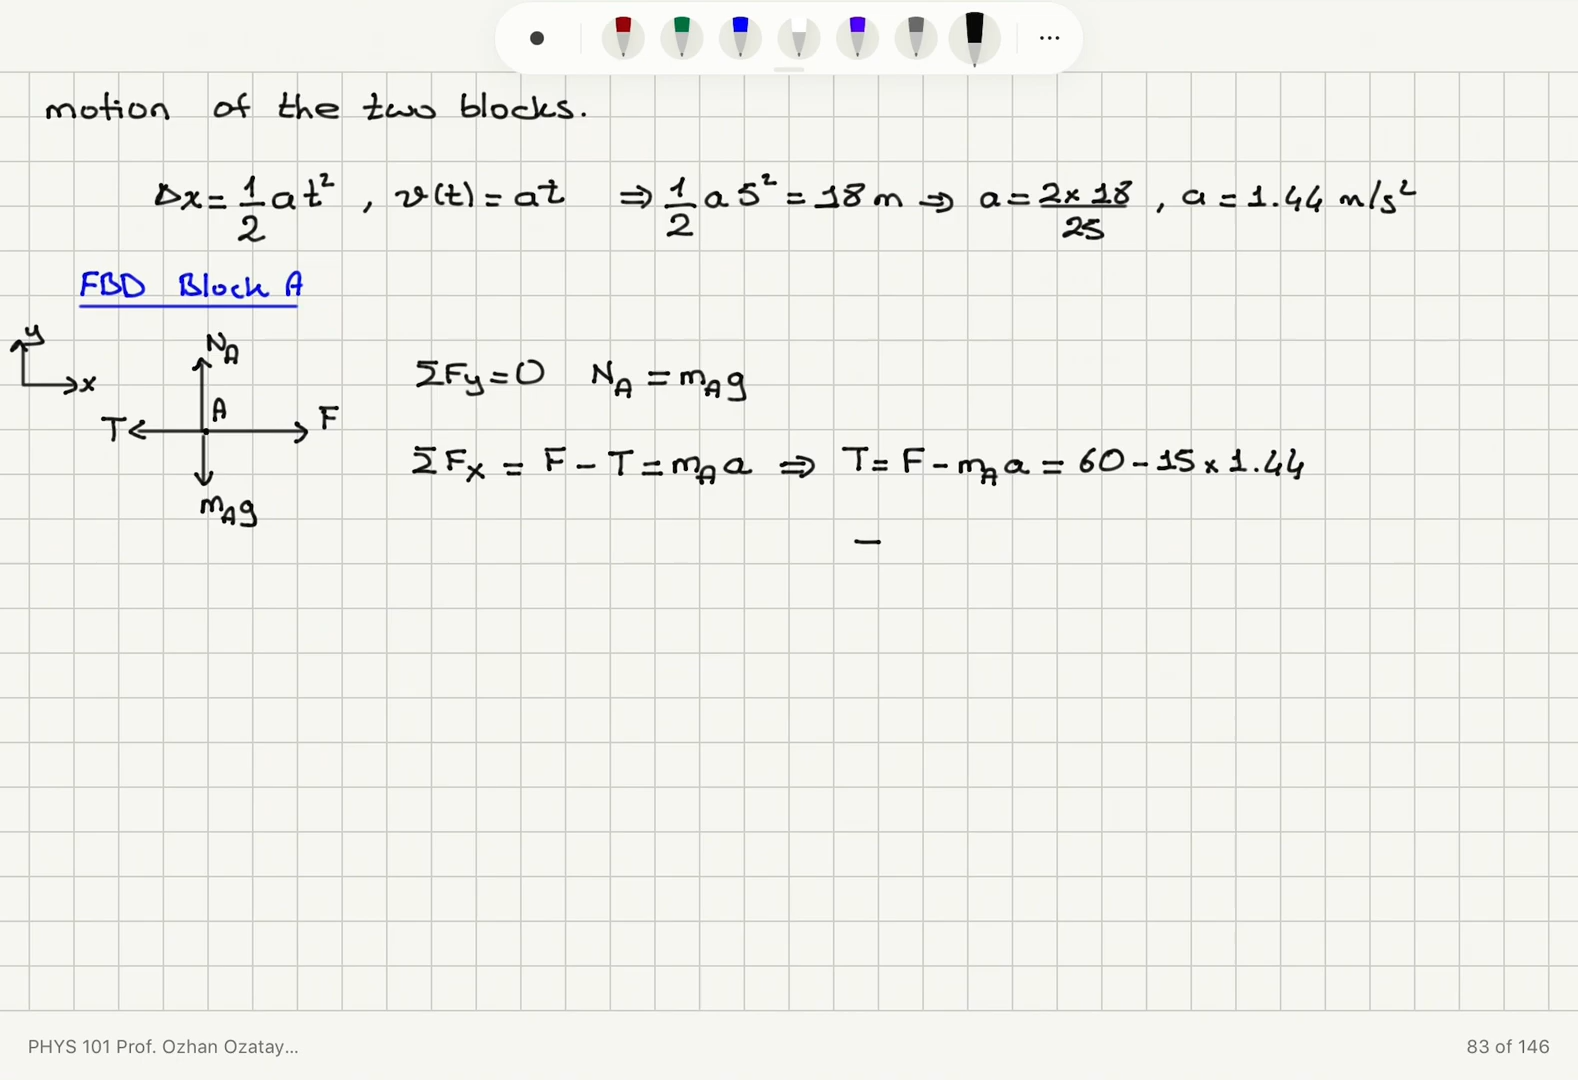 motion of the two blocks.
Δx = 1/2 a t² , v(t) = at ⇒ 1/2 a 5² = 18 m ⇒ a = 2 x 18/25 , a = 1.44 m/s²
FBD Block A
y
x
N_A
A
T
F
m_A g
ΣFy = 0 N_A = m_A g
ΣFx = F - T = m_A a ⇒ T = F - m_A a = 60 - 15 x 1.44
PHYS 101 Prof. Ozhan Ozatay...
83 of 146